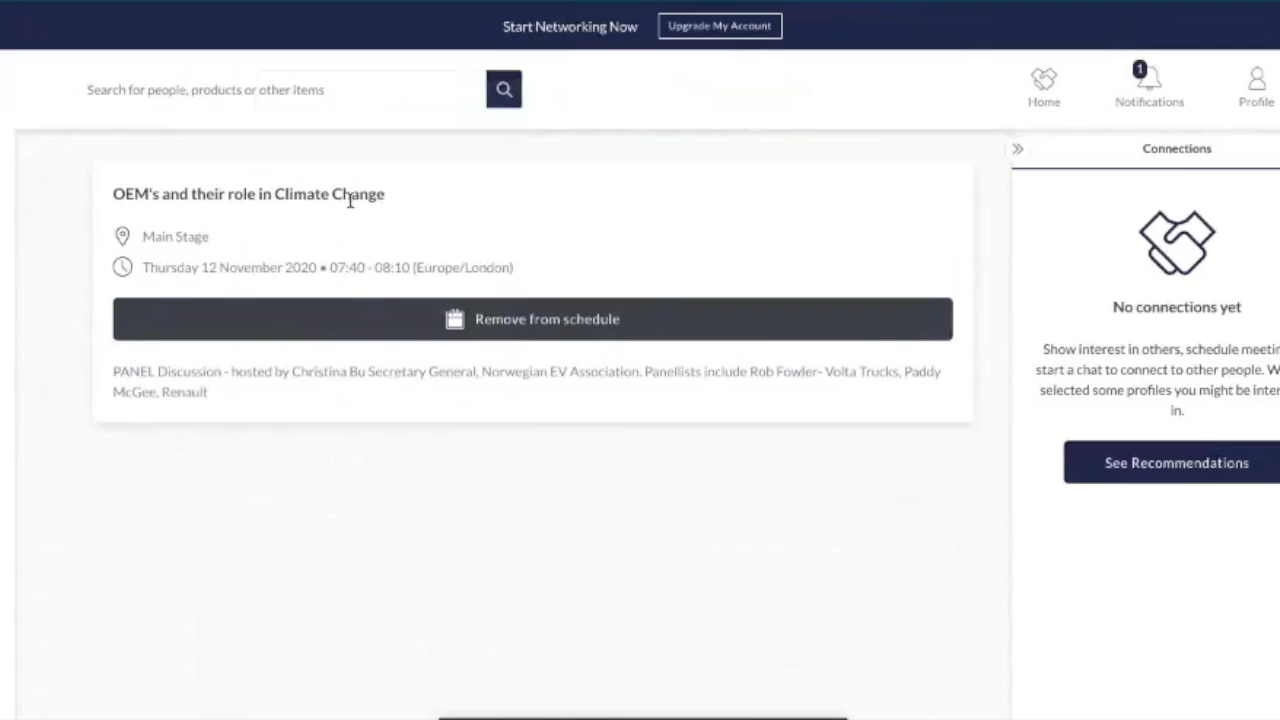 Start Networking Now
Upgrade My Account
Search for people, products or other items
1
Home
Notifications
Profile
Connections
OEM's and their role in Climate Change
Main Stage
Thursday 12 November 2020 • 07:40 - 08:10 (Europe/London)
Remove from schedule
PANEL Discussion - hosted by Christina Bu Secretary General, Norwegian EV Association. Panellists include Rob Fowler- Volta Trucks, Paddy
McGee, Renault
No connections yet
Show interest in others, schedule
start a chat to connect to other people.
selected some profiles you might be
in.
See Recommendations